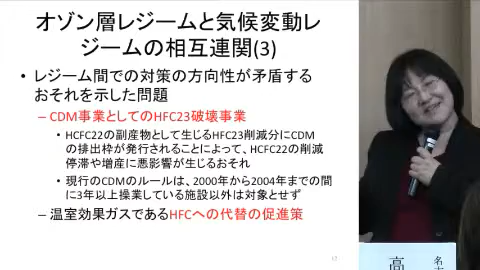 オゾン層レジームと気候変動レ
ジームの相互連関(3)
• レジーム間での対策の方向性が矛盾する
おそれを示した問題
– CDM事業としてのHFC23破壊事業
• HCFC22の副産物として生じるHFC23削減分にCDM
の排出枠が発行されることによって、HCFC22の削減
停滞や増産に悪影響が生じるおそれ
• 現行のCDMのルールは、2000年から2004年までの間
に3年以上操業している施設以外は対象とせず
– 温室効果ガスであるHFCへの代替の促進策
12
高
名